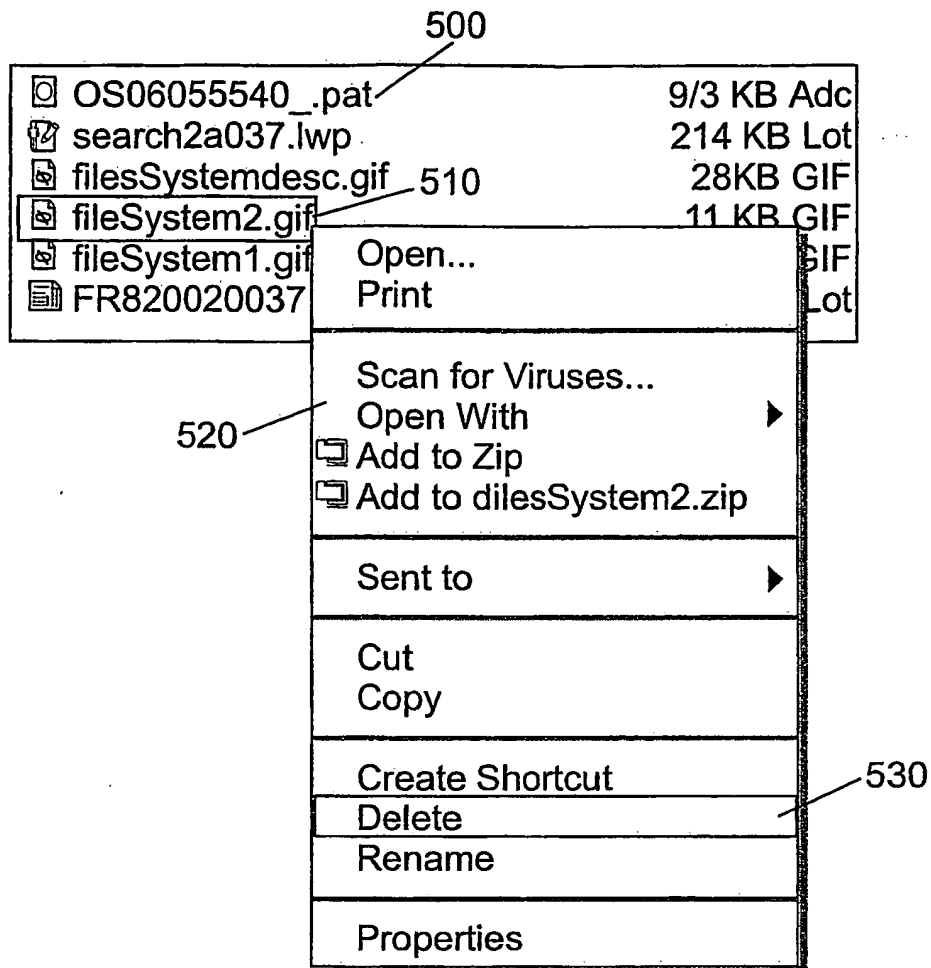 500
OS06055540_.pat 9/3 KB Adc
search2a037.lwp 214 KB Lot
filesSystemdesc.gif 28KB GIF
510
fileSystem2.gif 11 KB GIF
fileSystem1.gif GIF
FR820020037 Lot
Open...
Print
Scan for Viruses...
Open With
520
Add to Zip
Add to dilesSystem2.zip
Sent to
Cut
Copy
Create Shortcut
530
Delete
Rename
Properties